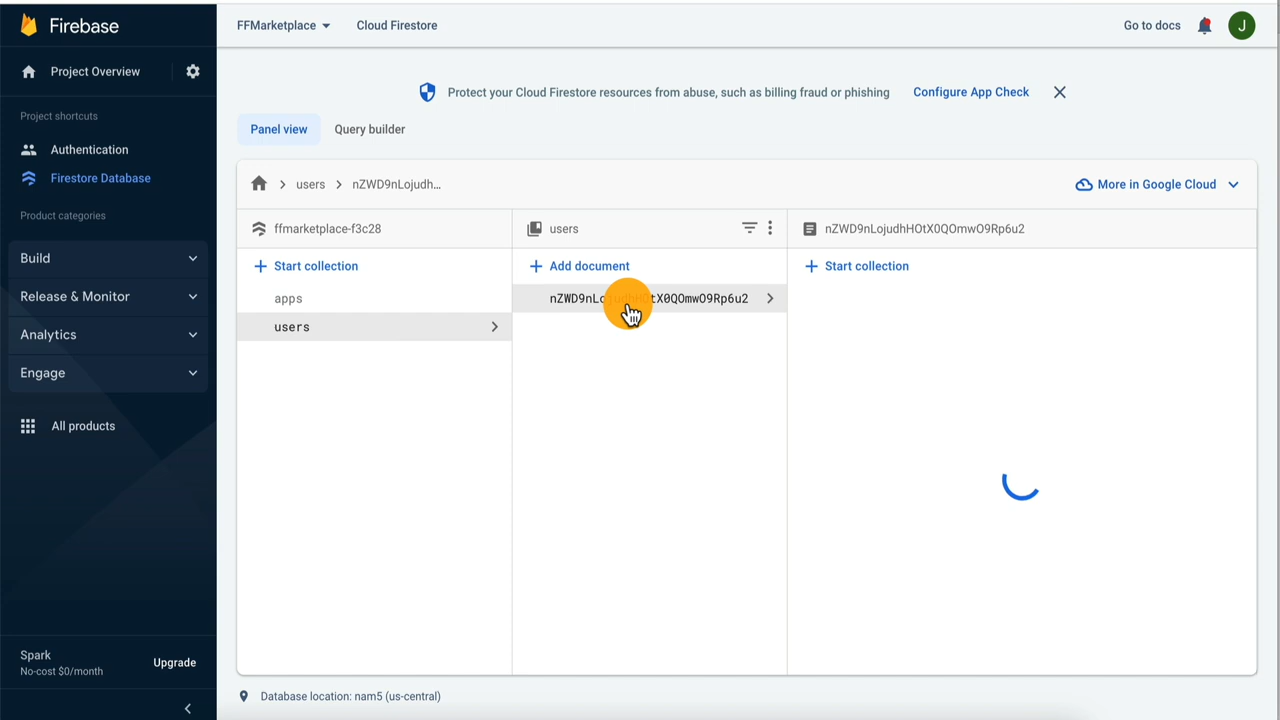 Firebase
FFMarketplace
Cloud Firestore
Go to docs
J
Project Overview
Project shortcuts
Authentication
Firestore Database
Product categories
Build
Release & Monitor
Analytics
Engage
All products
Spark
No-cost $0/month
Upgrade
Protect your Cloud Firestore resources from abuse, such as billing fraud or phishing
Configure App Check
Panel view
Query builder
users
nZWD9nLojudh...
More in Google Cloud
ffmarketplace-f3c28
Start collection
apps
users
users
Add document
nZWD9nLojudhHOtX0QOmwO9Rp6u2
nZWD9nLojudhHOtX0QOmwO9Rp6u2
Start collection
Database location: nam5 (us-central)